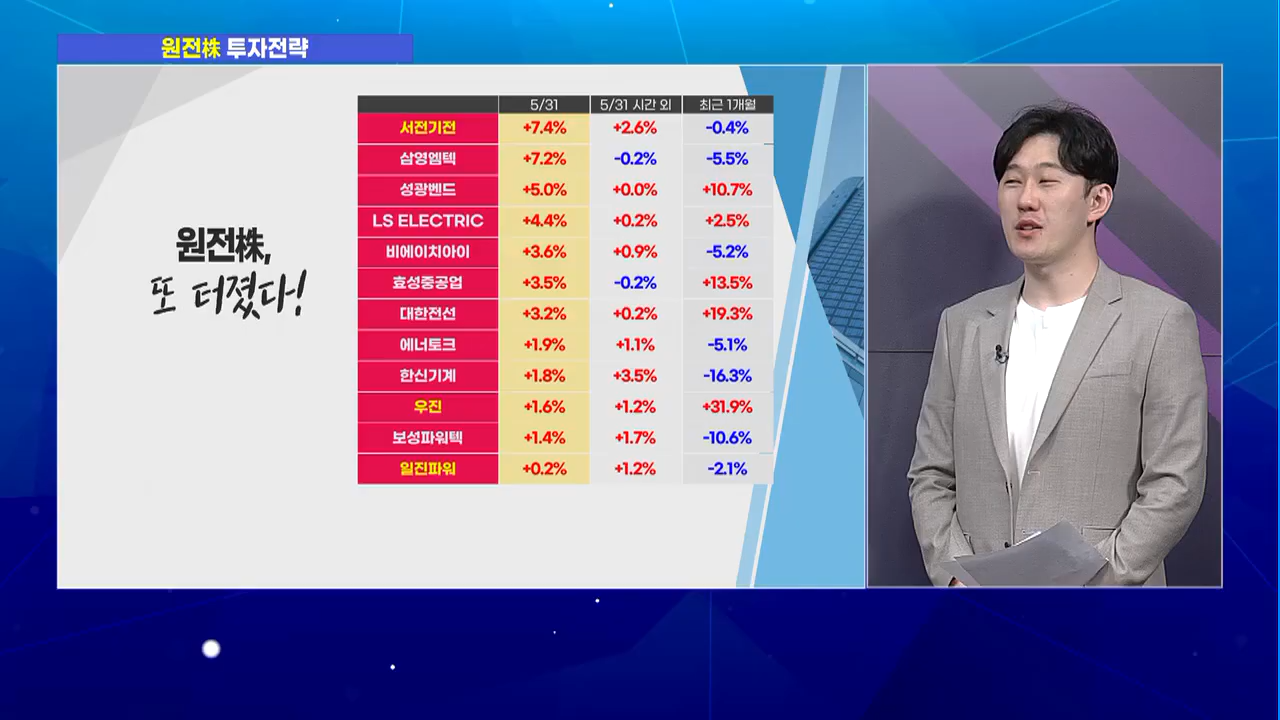 원전株 투자전략
원전株,
또 터졌다!
5/31 5/31 시간 외 최근 1개월
서전기전 +7.4% +2.6% -0.4%
삼영엠텍 +7.2% -0.2% -5.5%
성광벤드 +5.0% +0.0% +10.7%
LS ELECTRIC +4.4% +0.2% +2.5%
비에이치아이 +3.6% +0.9% -5.2%
효성중공업 +3.5% -0.2% +13.5%
대한전선 +3.2% +0.2% +19.3%
에너토크 +1.9% +1.1% -5.1%
한신기계 +1.8% +3.5% -16.3%
우진 +1.6% +1.2% +31.9%
보성파워텍 +1.4% +1.7% -10.6%
일진파워 +0.2% +1.2% -2.1%